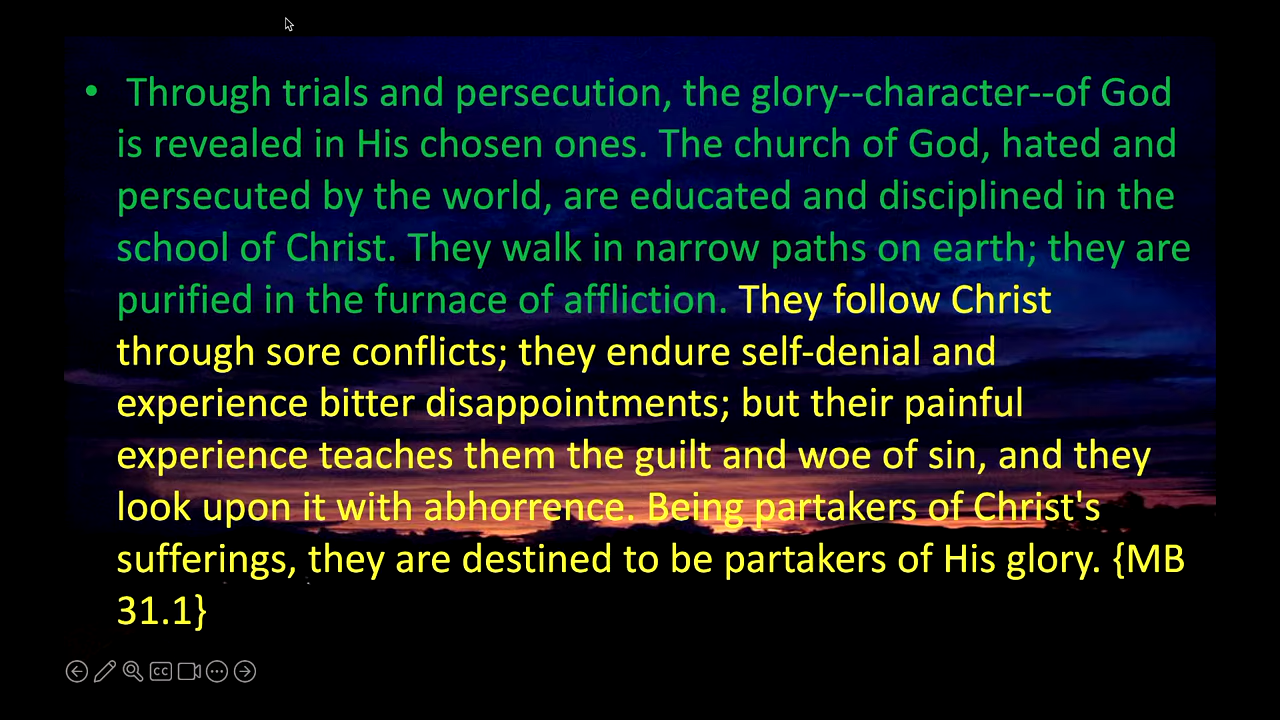 • Through trials and persecution, the glory--character--of God
is revealed in His chosen ones. The church of God, hated and
persecuted by the world, are educated and disciplined in the
school of Christ. They walk in narrow paths on earth; they are
purified in the furnace of affliction. They follow Christ
through sore conflicts; they endure self-denial and
experience bitter disappointments; but their painful
experience teaches them the guilt and woe of sin, and they
look upon it with abhorrence. Being partakers of Christ's
sufferings, they are destined to be partakers of His glory. {MB
31.1}
CC